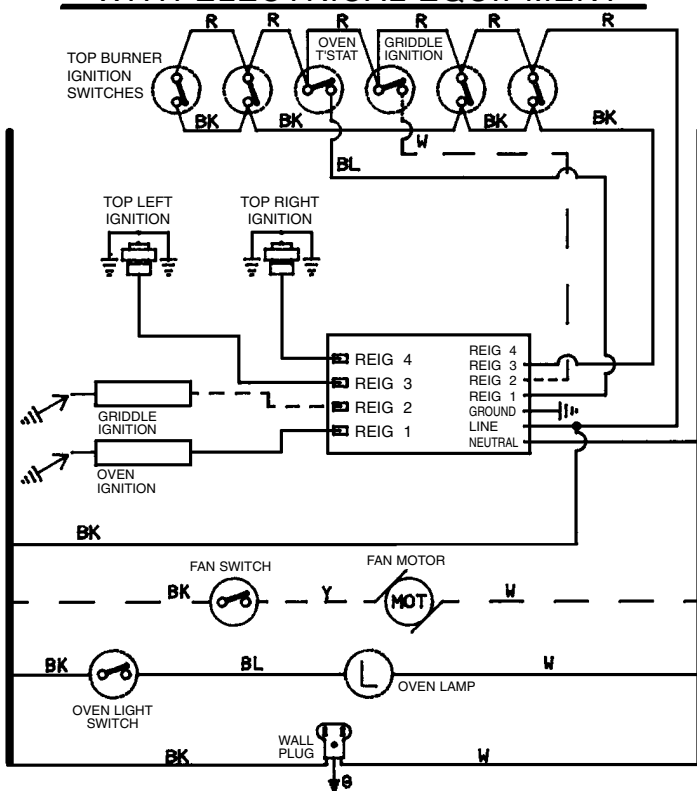 R R R R R R
TOP BURNER
IGNITION
SWITCHES
OVEN
T'STAT
GRIDDLE
IGNITION
BK BK BK BK
W
BL
TOP LEFT
IGNITION
TOP RIGHT
IGNITION
REIG 4
REIG 3
REIG 2
REIG 1
REIG 4
REIG 3
REIG 2
REIG 1
GROUND
LINE
NEUTRAL
GRIDDLE
IGNITION
OVEN
IGNITION
BK
FAN SWITCH
FAN MOTOR
BK Y MOT W
BK BL L W
OVEN LIGHT
SWITCH
OVEN LAMP
WALL
PLUG
BK W